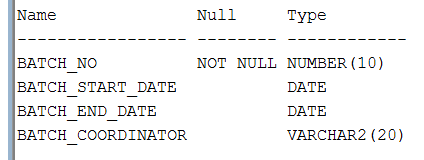 Name Null Type
----------------- -------- ------------
BATCH_NO NOT NULL NUMBER(10)
BATCH_START_DATE DATE
BATCH_END_DATE DATE
BATCH_COORDINATOR VARCHAR2(20)